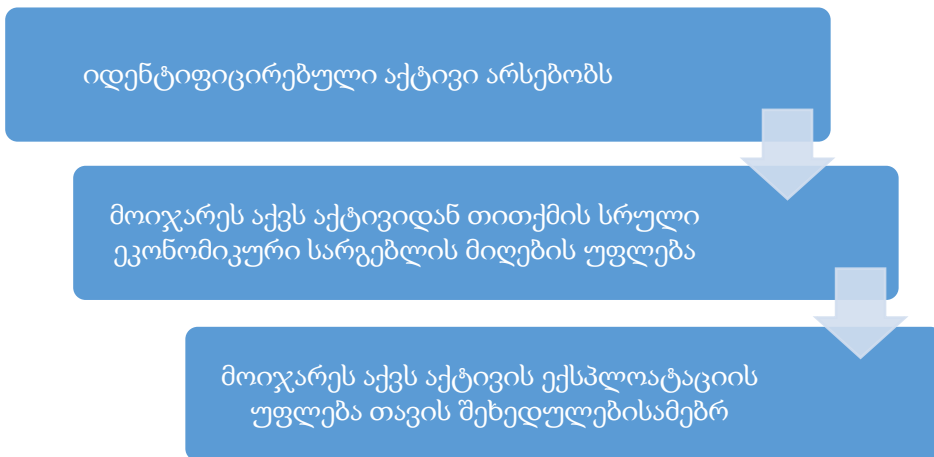 იდენტიფიცირებული აქტივი არსებობს
მოიჯარეს აქვს აქტივიდან თითქმის სრული
ეკონომიკური სარგებლის მიღების უფლება
მოიჯარეს აქვს აქტივის ექსპლოატაციის
უფლება თავის შეხედულებისამებრ